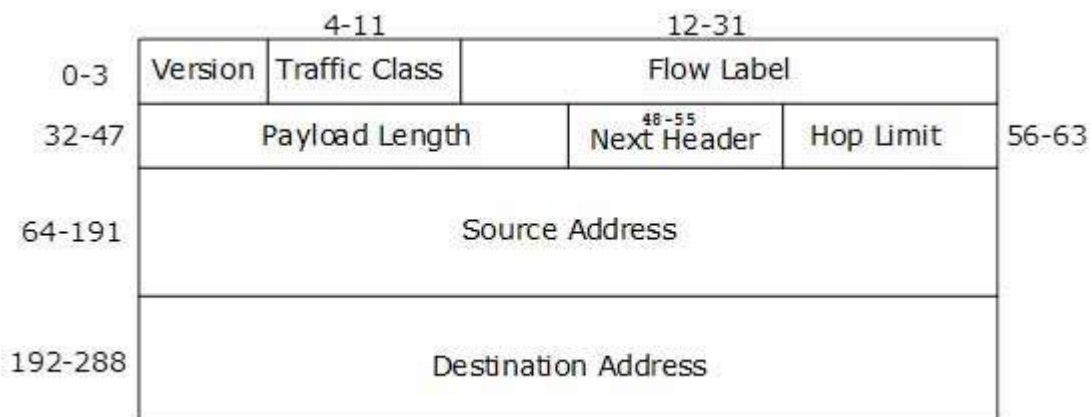 4-11 12-31
0-3 Version Traffic Class Flow Label
32-47 Payload Length 48-55 Next Header Hop Limit 56-63
64-191 Source Address
192-288 Destination Address